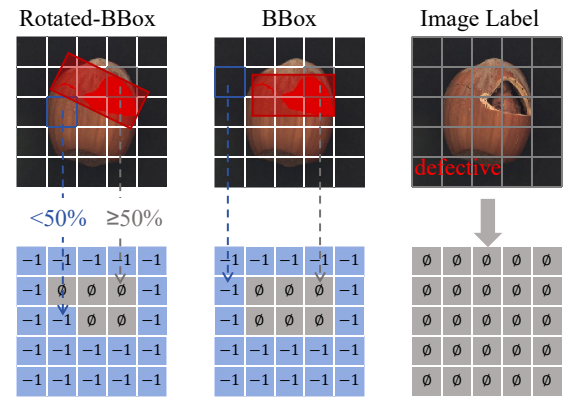 Rotated-BBox
BBox
Image Label
defective
<50%
≥50%
−1 −1 −1 −1 −1
−1 ∅ ∅ ∅ −1
−1 −1 ∅ ∅ −1
−1 −1 −1 −1 −1
−1 −1 −1 −1 −1
−1 −1 −1 −1 −1
−1 ∅ ∅ ∅ −1
−1 ∅ ∅ ∅ −1
−1 −1 −1 −1 −1
−1 −1 −1 −1 −1
∅ ∅ ∅ ∅ ∅
∅ ∅ ∅ ∅ ∅
∅ ∅ ∅ ∅ ∅
∅ ∅ ∅ ∅ ∅
∅ ∅ ∅ ∅ ∅